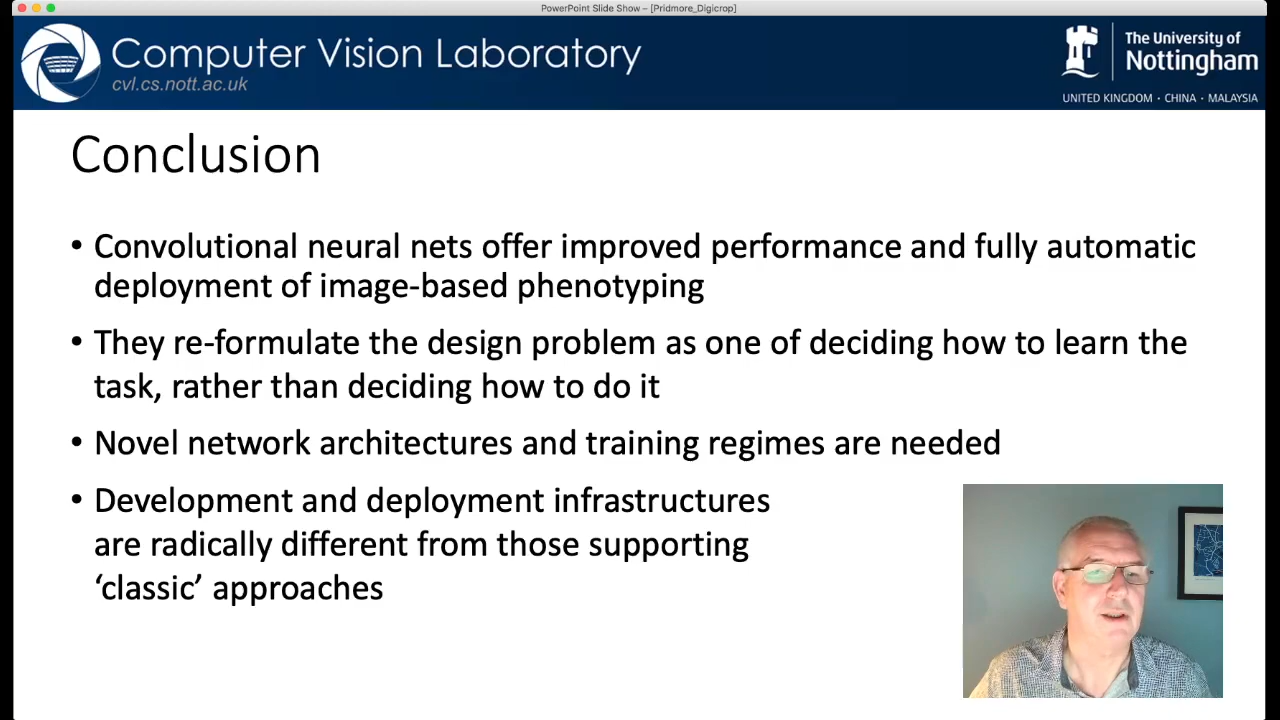 PowerPoint Slide Show – [Pridmore_Digicrop]
Computer Vision Laboratory
cvl.cs.nott.ac.uk
The University of
Nottingham
UNITED KINGDOM · CHINA · MALAYSIA
Conclusion
• Convolutional neural nets offer improved performance and fully automatic
deployment of image-based phenotyping
• They re-formulate the design problem as one of deciding how to learn the
task, rather than deciding how to do it
• Novel network architectures and training regimes are needed
• Development and deployment infrastructures
are radically different from those supporting
‘classic’ approaches